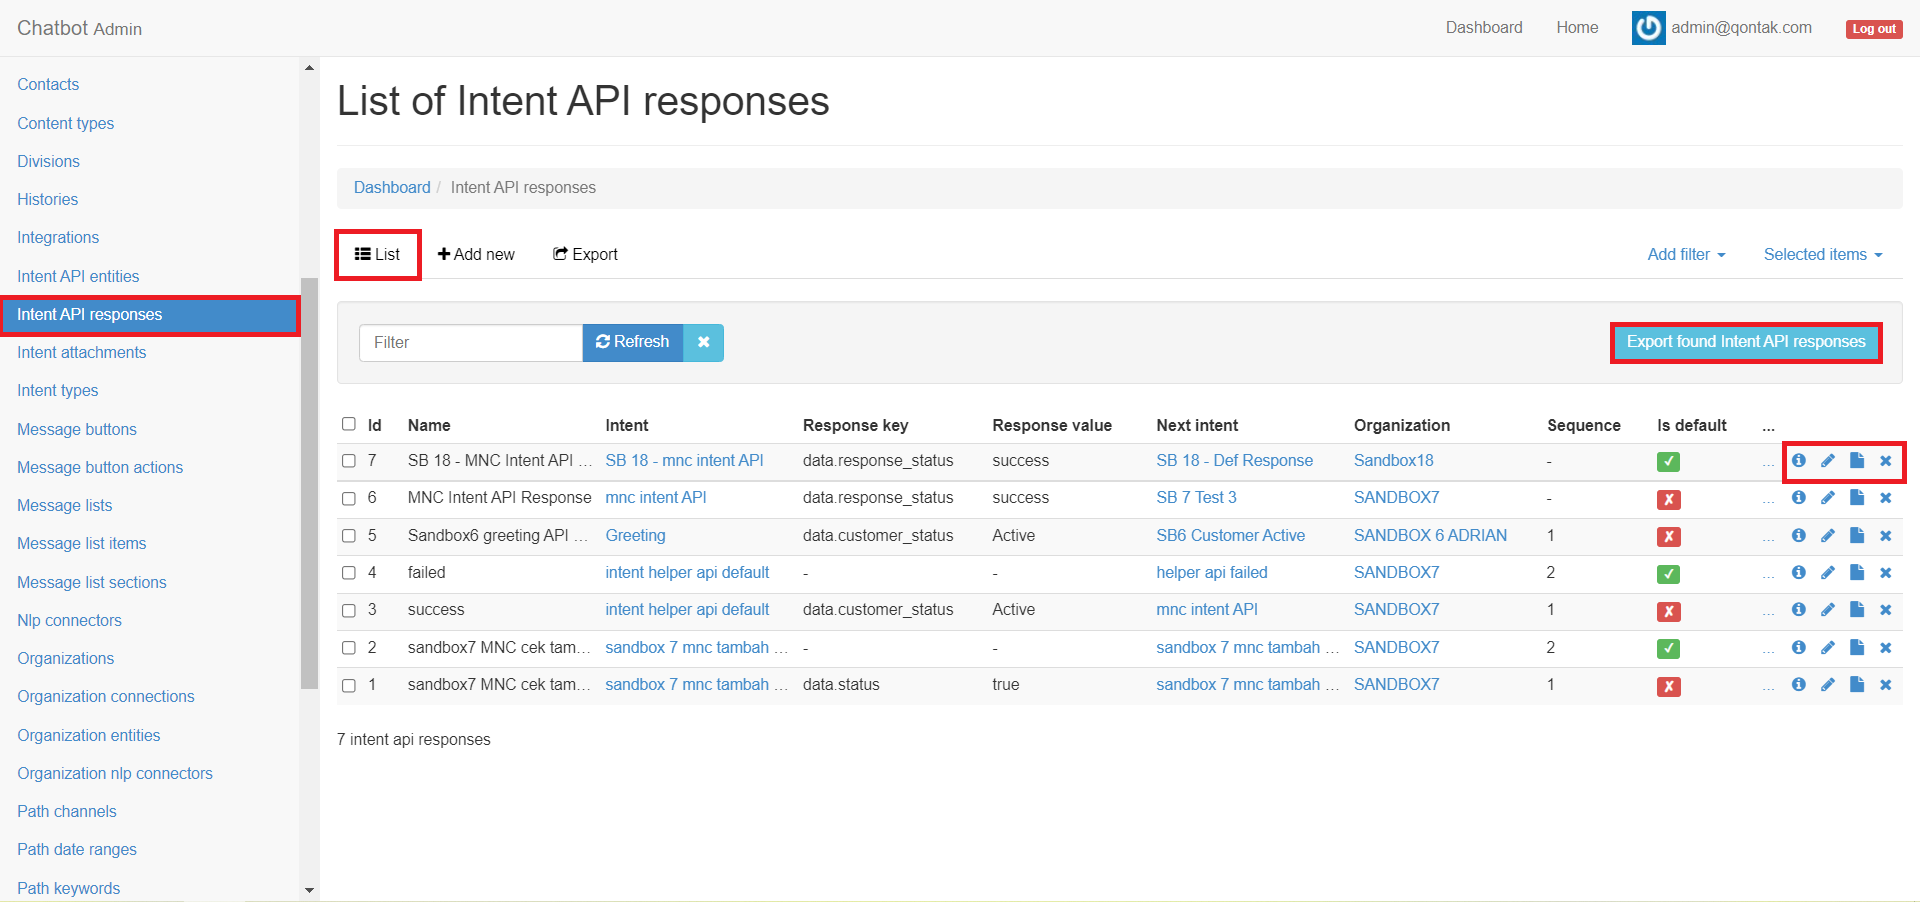 Chatbot Admin
Dashboard Home admin@qontak.com Log out
Contacts
Content types
Divisions
Histories
Integrations
Intent API entities
Intent API responses
Intent attachments
Intent types
Message buttons
Message button actions
Message lists
Message list items
Message list sections
Nlp connectors
Organizations
Organization connections
Organization entities
Organization nlp connectors
Path channels
Path date ranges
Path keywords
List of Intent API responses
Dashboard / Intent API responses
List Add new Export Add filter Selected items
Filter Refresh Export found Intent API responses
Id Name Intent Response key Response value Next intent Organization Sequence Is default ...
7 SB 18 - MNC Intent API ... SB 18 - mnc intent API data.response_status success SB 18 - Def Response Sandbox18 - ...
6 MNC Intent API Response mnc intent API data.response_status success SB 7 Test 3 SANDBOX7 - ...
5 Sandbox6 greeting API ... Greeting data.customer_status Active SB6 Customer Active SANDBOX 6 ADRIAN 1 ...
4 failed intent helper api default - - helper api failed SANDBOX7 2 ...
3 success intent helper api default data.customer_status Active mnc intent API SANDBOX7 1 ...
2 sandbox7 MNC cek tam... sandbox 7 mnc tambah ... - - sandbox 7 mnc tambah ... SANDBOX7 2 ...
1 sandbox7 MNC cek tam... sandbox 7 mnc tambah ... data.status true sandbox 7 mnc tambah ... SANDBOX7 1 ...
7 intent api responses